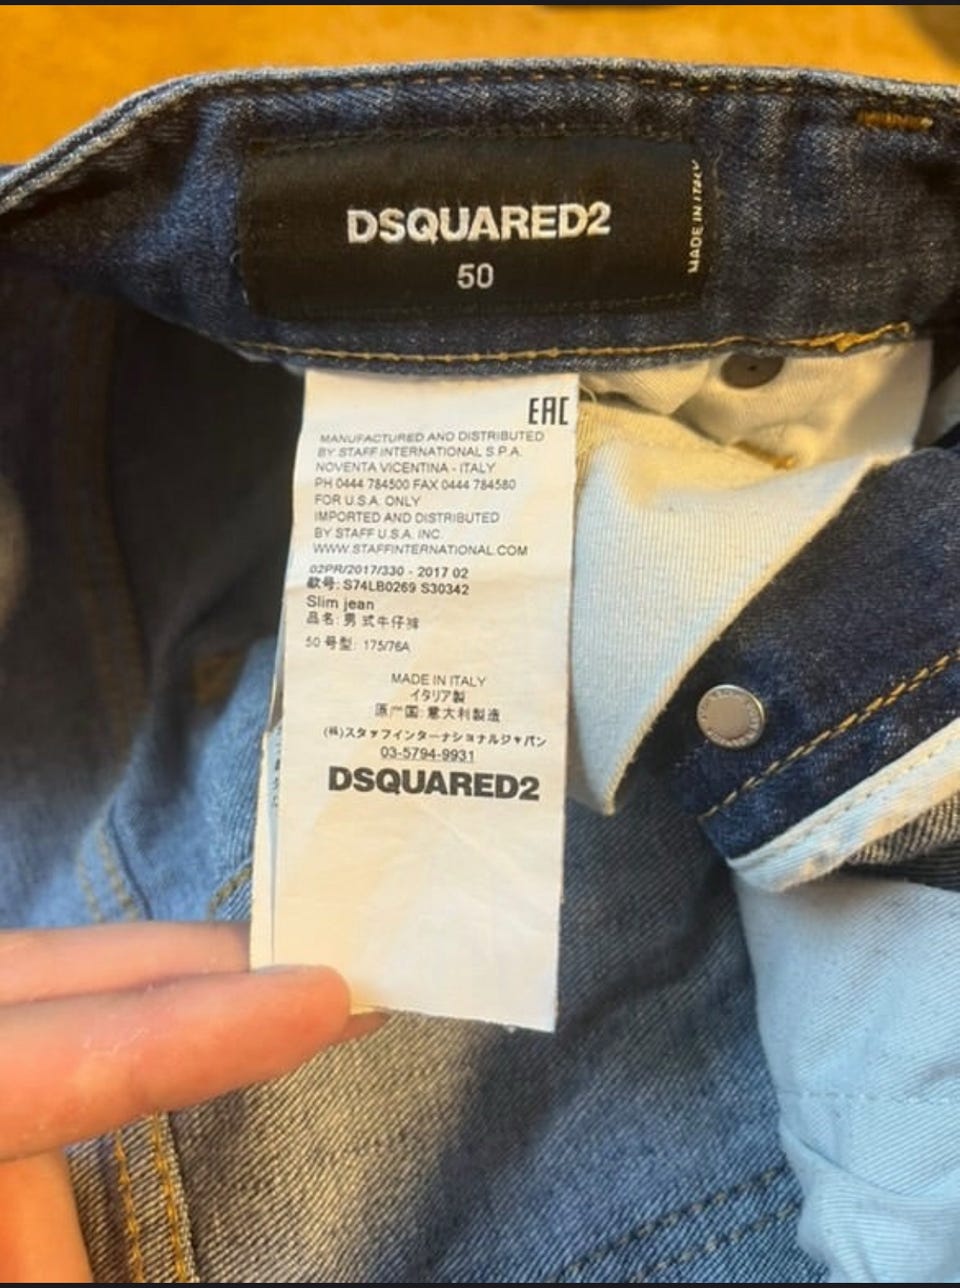 DSQUARED2
50
MADE IN ITALY
EAC
MANUFACTURED AND DISTRIBUTED
BY STAFF INTERNATIONAL S.P.A.
NOVENTA VICENTINA - ITALY
PH 0444 784500 FAX 0444 784580
FOR U.S.A. ONLY
IMPORTED AND DISTRIBUTED
BY STAFF U.S.A. INC.
WWW.STAFFINTERNATIONAL.COM
02PR/2017/330 - 2017 02
款号: S74LB0269 S30342
Slim jean
品名: 男式牛仔裤
50 号型: 175/76A
MADE IN ITALY
イタリア製
原产国: 意大利製造
(株)スタッフインターナショナルジャパン
03-5794-9931
DSQUARED2